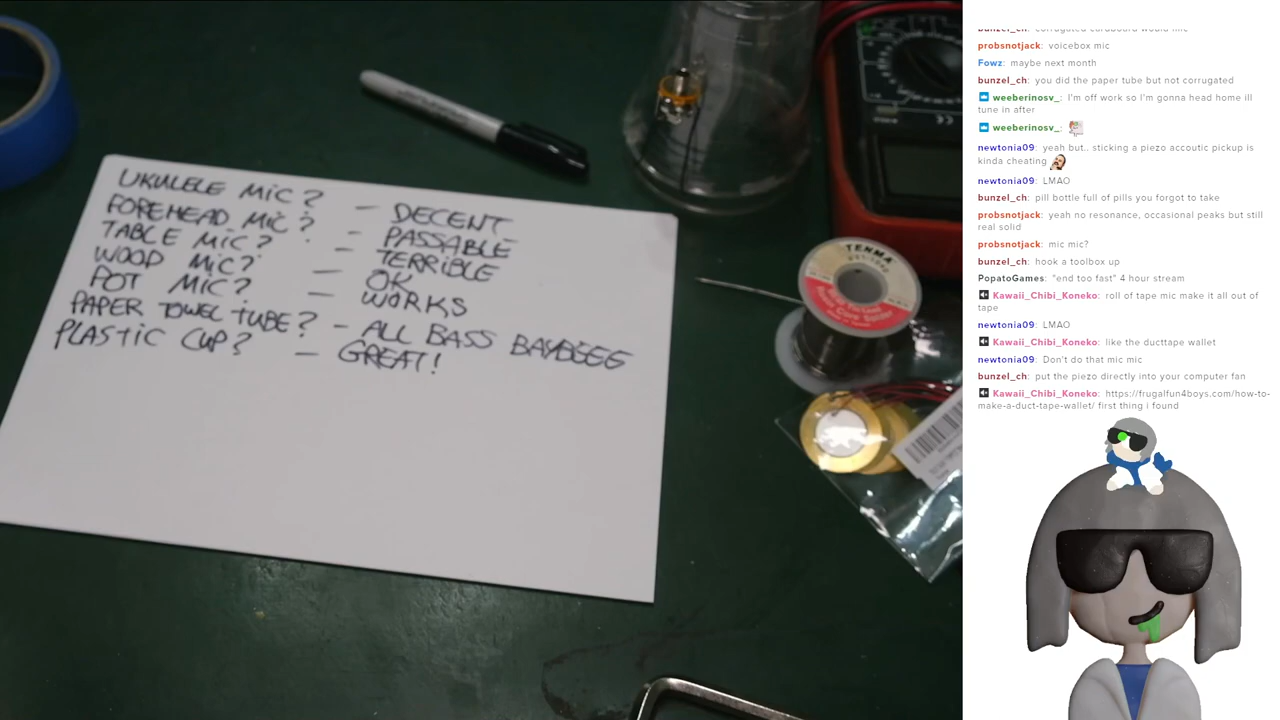 UKULELE MIC? - DECENT
FOREHEAD MIC? - PASSABLE
TABLE MIC? - TERRIBLE
WOOD MIC? - OK
POT MIC? - WORKS
PAPER TOWEL TUBE? - ALL BASS BAYBEEE
PLASTIC CUP? - GREAT!
TENMA
probsnotjack: voicebox mic
Fowz: maybe next month
bunzel_ch: you did the paper tube but not corrugated
weeberinosv_: I'm off work so I'm gonna head home ill
tune in after
weeberinosv_:
newtonia09: yeah but.. sticking a piezo accoutic pickup is
kinda cheating
newtonia09: LMAO
bunzel_ch: pill bottle full of pills you forgot to take
probsnotjack: yeah no resonance, occasional peaks but still
real solid
probsnotjack: mic mic?
bunzel_ch: hook a toolbox up
PopatoGames: "end too fast" 4 hour stream
Kawaii_Chibi_Koneko: roll of tape mic make it all out of
tape
newtonia09: LMAO
Kawaii_Chibi_Koneko: like the ducttape wallet
newtonia09: Don't do that mic mic
bunzel_ch: put the piezo directly into your computer fan
Kawaii_Chibi_Koneko: https://frugalfun4boys.com/how-to-
make-a-duct-tape-wallet/ first thing i found